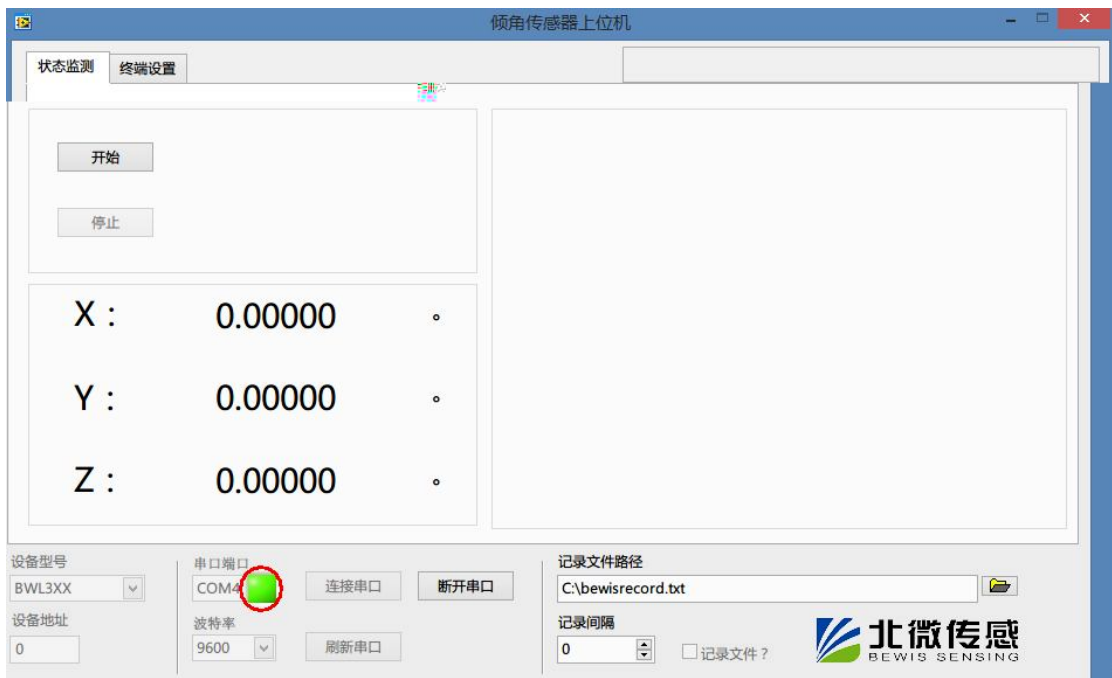 倾角传感器上位机
状态监测
终端设置
开始
停止
X： 0.00000 °
Y： 0.00000 °
Z： 0.00000 °
设备型号
BWL3XX
设备地址
0
串口端口
COM4
连接串口
断开串口
波特率
9600
刷新串口
记录文件路径
C:\bewisrecord.txt
记录间隔
0
记录文件？
北微传感
BEWIS SENSING